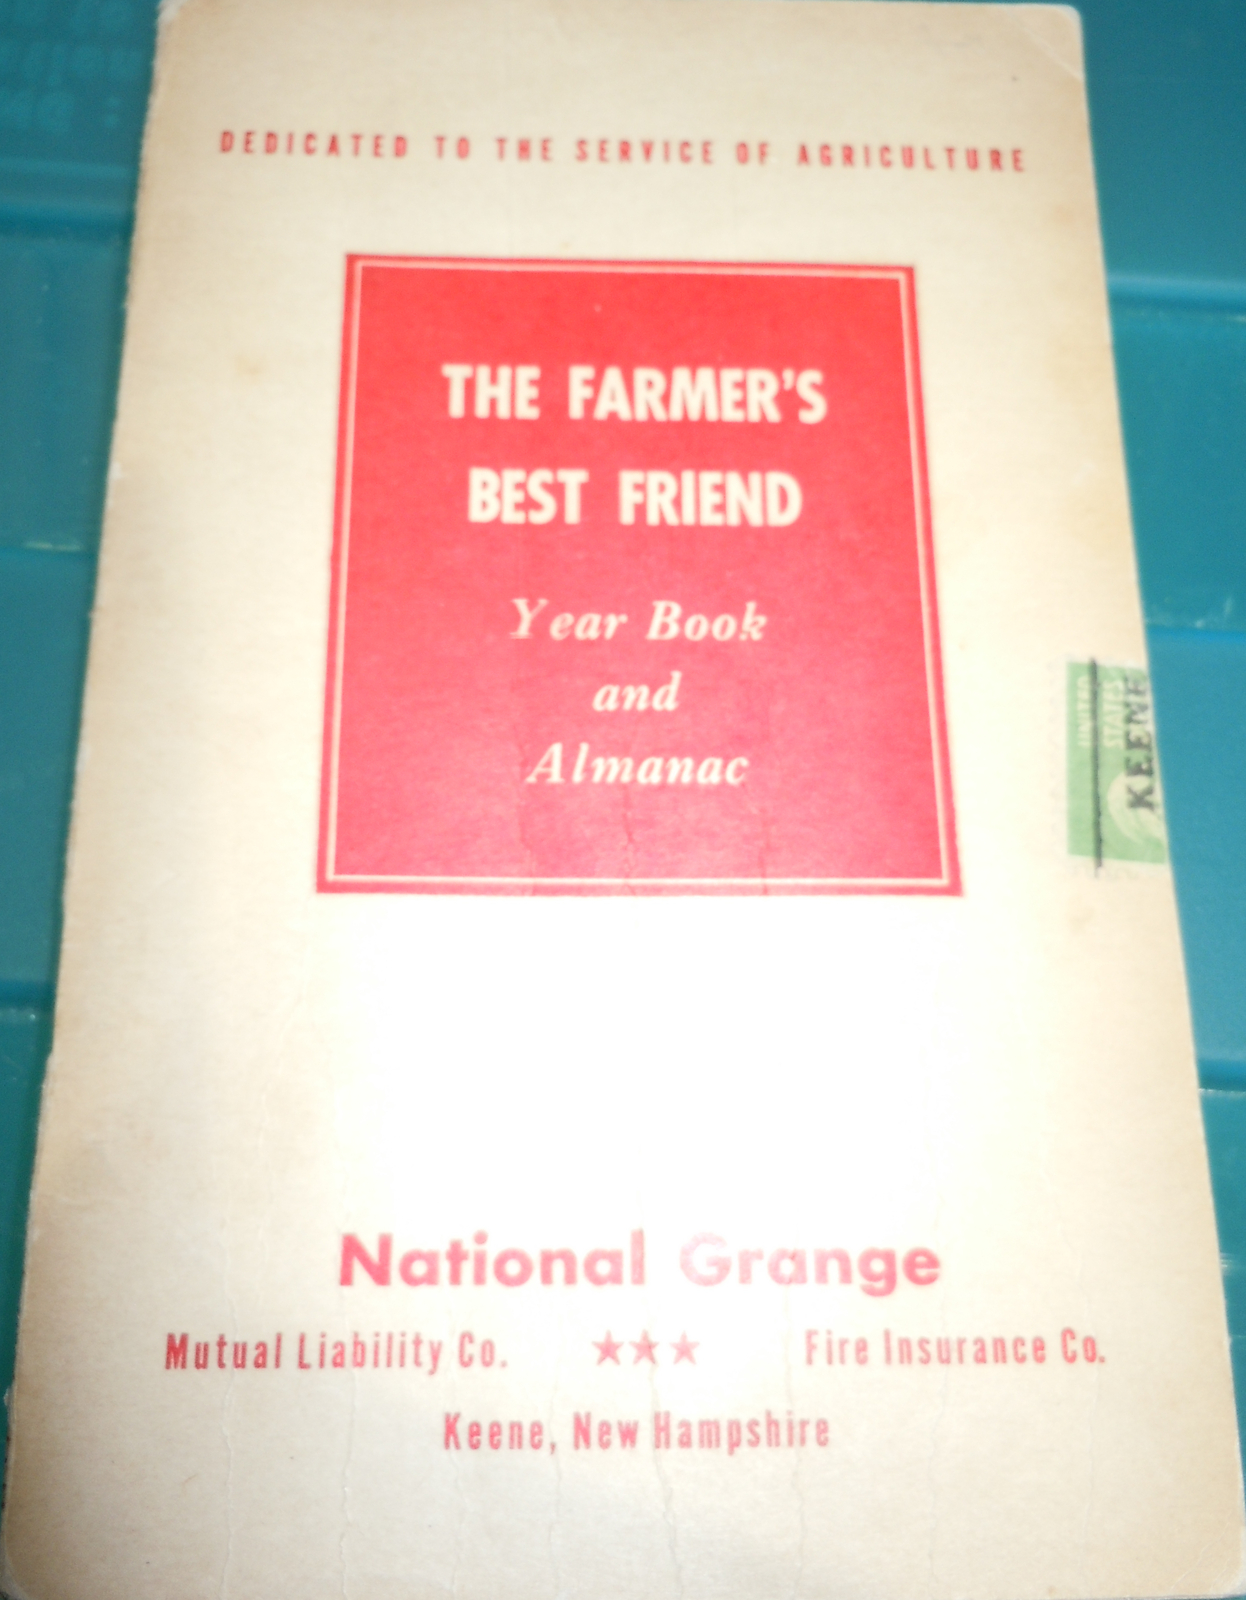 DEDICATED TO THE SERVICE OF AGRICULTURE
THE FARMER'S
BEST FRIEND
Year Book
and
Almanac
UNITED
STATES
KEENE
National Grange
Mutual Liability Co. ★★★ Fire Insurance Co.
Keene, New Hampshire